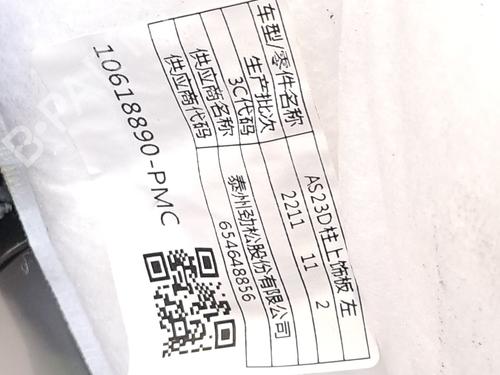 车型/零件名称 AS23D柱上饰板 左
生产批次 2211 11 2
3C代码
供应商名称 泰州劲松股份有限公司
供应商代码 654648856
10618890-PMC
B-PA